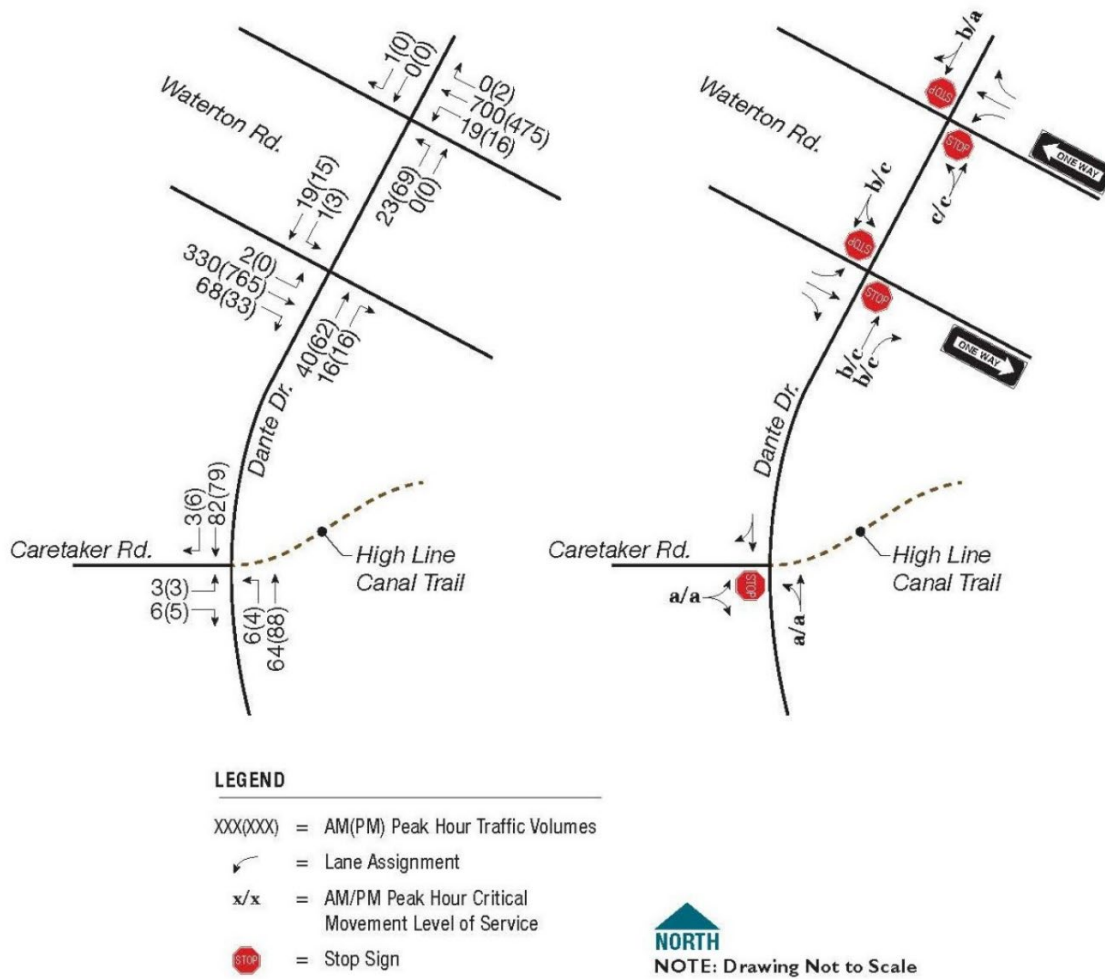 1(0)
0(0)
0(2)
700(475)
19(16)
Waterton Rd.
23(69)
0(0)
19(15)
1(3)
2(0)
330(765)
68(33)
40(62)
16(16)
Dante Dr.
3(6)
82(79)
Caretaker Rd.
3(3)
6(5)
6(4)
64(88)
High Line
Canal Trail
b/a
STOP
Waterton Rd.
STOP
ONE WAY
c/c
b/c
STOP
STOP
ONE WAY
b/c
b/c
Dante Dr.
Caretaker Rd.
STOP
a/a
a/a
High Line
Canal Trail
LEGEND
XXX(XXX) = AM(PM) Peak Hour Traffic Volumes
= Lane Assignment
x/x = AM/PM Peak Hour Critical
Movement Level of Service
STOP = Stop Sign
NORTH
NOTE: Drawing Not to Scale